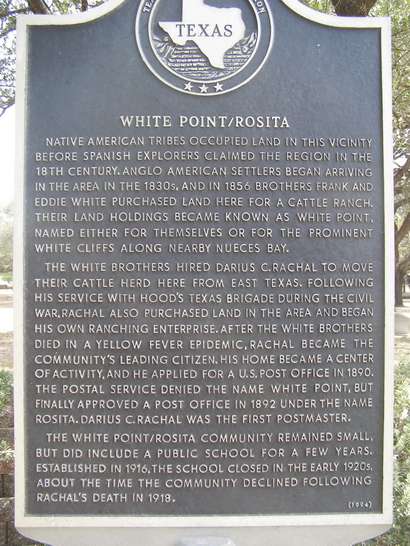 TEXAS
WHITE POINT/ROSITA
NATIVE AMERICAN TRIBES OCCUPIED LAND IN THIS VICINITY
BEFORE SPANISH EXPLORERS CLAIMED THE REGION IN THE
18TH CENTURY. ANGLO AMERICAN SETTLERS BEGAN ARRIVING
IN THE AREA IN THE 1830s, AND IN 1856 BROTHERS FRANK AND
EDDIE WHITE PURCHASED LAND HERE FOR A CATTLE RANCH.
THEIR LAND HOLDINGS BECAME KNOWN AS WHITE POINT,
NAMED EITHER FOR THEMSELVES OR FOR THE PROMINENT
WHITE CLIFFS ALONG NEARBY NUECES BAY.
THE WHITE BROTHERS HIRED DARIUS C. RACHAL TO MOVE
THEIR CATTLE HERD HERE FROM EAST TEXAS. FOLLOWING
HIS SERVICE WITH HOOD'S TEXAS BRIGADE DURING THE CIVIL
WAR, RACHAL ALSO PURCHASED LAND IN THE AREA AND BEGAN
HIS OWN RANCHING ENTERPRISE. AFTER THE WHITE BROTHERS
DIED IN A YELLOW FEVER EPIDEMIC, RACHAL BECAME THE
COMMUNITY'S LEADING CITIZEN. HIS HOME BECAME A CENTER
OF ACTIVITY, AND HE APPLIED FOR A U.S. POST OFFICE IN 1890.
THE POSTAL SERVICE DENIED THE NAME WHITE POINT, BUT
FINALLY APPROVED A POST OFFICE IN 1892 UNDER THE NAME
ROSITA. DARIUS C. RACHAL WAS THE FIRST POSTMASTER.
THE WHITE POINT/ROSITA COMMUNITY REMAINED SMALL,
BUT DID INCLUDE A PUBLIC SCHOOL FOR A FEW YEARS.
ESTABLISHED IN 1916, THE SCHOOL CLOSED IN THE EARLY 1920s,
ABOUT THE TIME THE COMMUNITY DECLINED FOLLOWING
RACHAL'S DEATH IN 1918.
(1994)